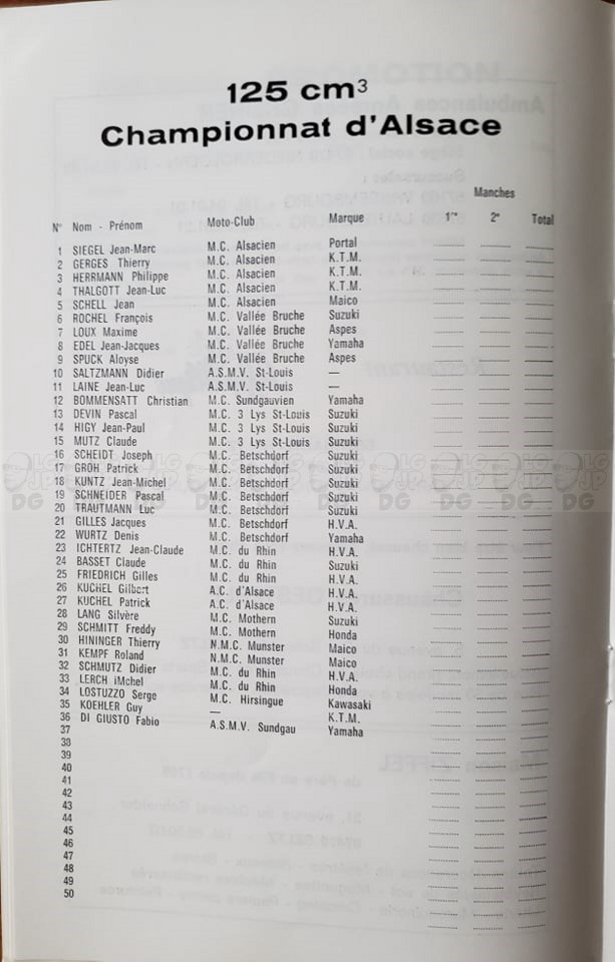 125 cm³
Championnat d'Alsace
Manches
N° Nom - Prénom Moto-Club Marque 1re 2e Total
1 SIEGEL Jean-Marc M.C. Alsacien Portal
2 GERGES Thierry M.C. Alsacien K.T.M.
3 HERRMANN Philippe M.C. Alsacien K.T.M.
4 THALGOTT Jean-Luc M.C. Alsacien K.T.M.
5 SCHELL Jean M.C. Alsacien Maico
6 ROCHEL François M.C. Vallée Bruche Suzuki
7 LOUX Maxime M.C. Vallée Bruche Aspes
8 EDEL Jean-Jacques M.C. Vallée Bruche Yamaha
9 SPUCK Aloyse M.C. Vallée Bruche Aspes
10 SALTZMANN Didier A.S.M.V. St-Louis —
11 LAINE Jean-Luc A.S.M.V. St-Louis —
12 BOMMENSATT Christian M.C. Sundgauvien Yamaha
13 DEVIN Pascal M.C. 3 Lys St-Louis Suzuki
14 HIGY Jean-Paul M.C. 3 Lys St-Louis Suzuki
15 MUTZ Claude M.C. 3 Lys St-Louis Suzuki
16 SCHEIDT Joseph M.C. Betschdorf Suzuki
17 GROH Patrick M.C. Betschdorf Suzuki
18 KUNTZ Jean-Michel M.C. Betschdorf Suzuki
19 SCHNEIDER Pascal M.C. Betschdorf Suzuki
20 TRAUTMANN Luc M.C. Betschdorf Suzuki
21 GILLES Jacques M.C. Betschdorf H.V.A.
22 WURTZ Denis M.C. Betschdorf Yamaha
23 ICHTERTZ Jean-Claude M.C. du Rhin H.V.A.
24 BASSET Claude M.C. du Rhin Suzuki
25 FRIEDRICH Gilles M.C. du Rhin H.V.A.
26 KUCHEL Gilbert A.C. d'Alsace H.V.A.
27 KUCHEL Patrick A.C. d'Alsace H.V.A.
28 LANG Silvère M.C. Mothern Suzuki
29 SCHMITT Freddy M.C. Mothern Honda
30 HININGER Thierry N.M.C. Munster Maico
31 KEMPF Roland N.M.C. Munster Maico
32 SCHMUTZ Didier M.C. du Rhin H.V.A.
33 LERCH iMchel M.C. du Rhin Honda
34 LOSTUZZO Serge M.C. Hirsingue Kawasaki
35 KOEHLER Guy — K.T.M.
36 DI GIUSTO Fabio A.S.M.V. Sundgau Yamaha
37
38
39
40
41
42
43
44
45
46
47
48
49
50